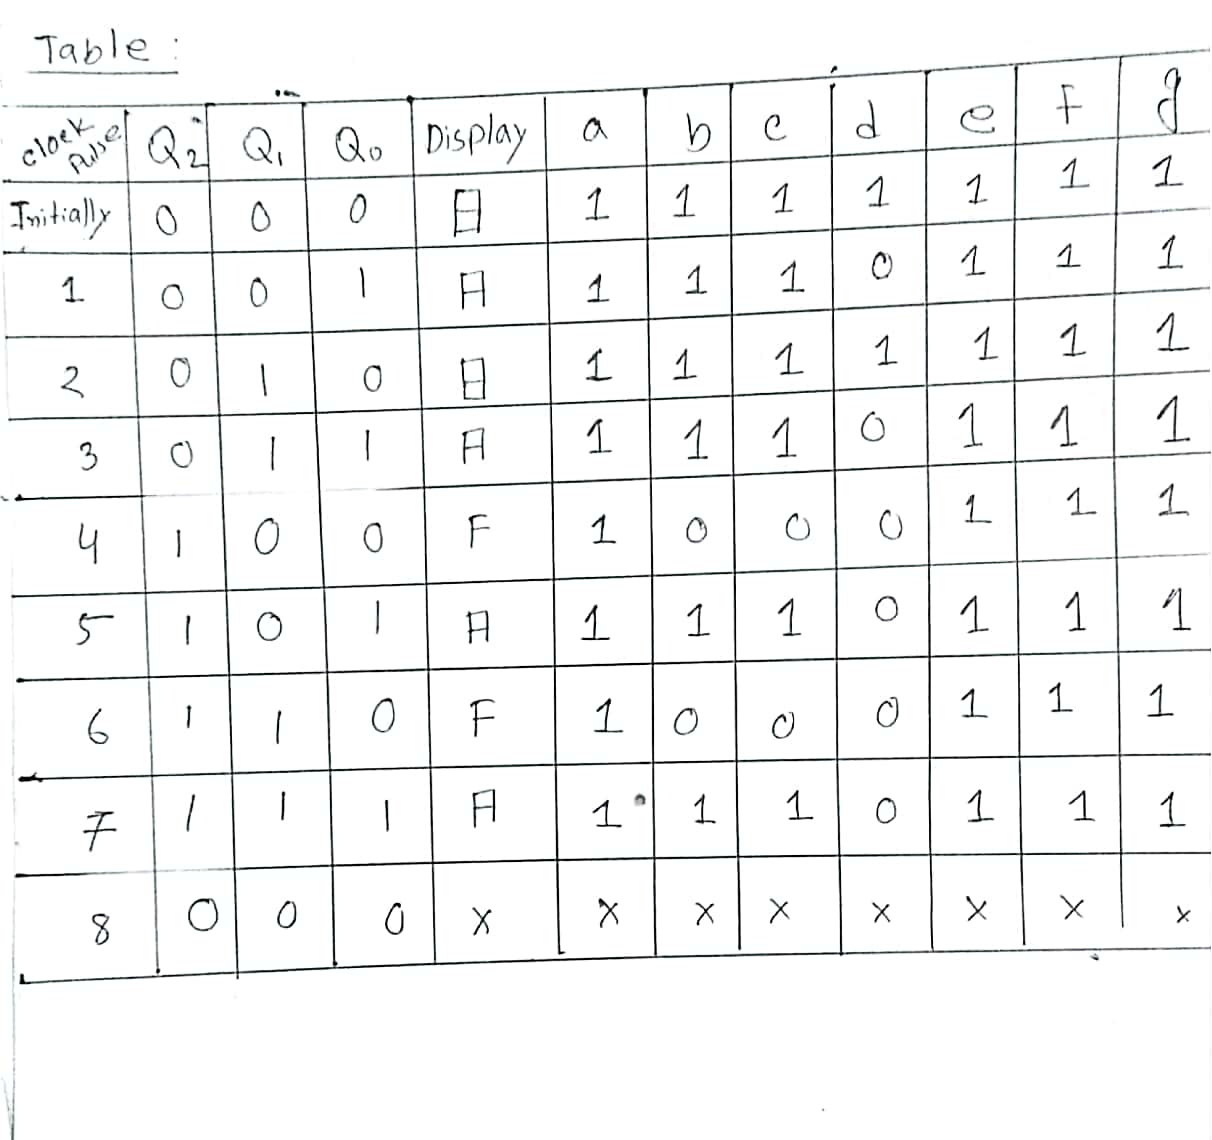 Table :
Clock Pulse Q2 Q1 Q0 Display a b c d e f g
Initially 0 0 0 B 1 1 1 1 1 1 1
1 0 0 1 A 1 1 1 0 1 1 1
2 0 1 0 B 1 1 1 1 1 1 1
3 0 1 1 A 1 1 1 0 1 1 1
4 1 0 0 F 1 0 0 0 1 1 1
5 1 0 1 A 1 1 1 0 1 1 1
6 1 1 0 F 1 0 0 0 1 1 1
7 1 1 1 A 1 1 1 0 1 1 1
8 0 0 0 x x x x x x x x